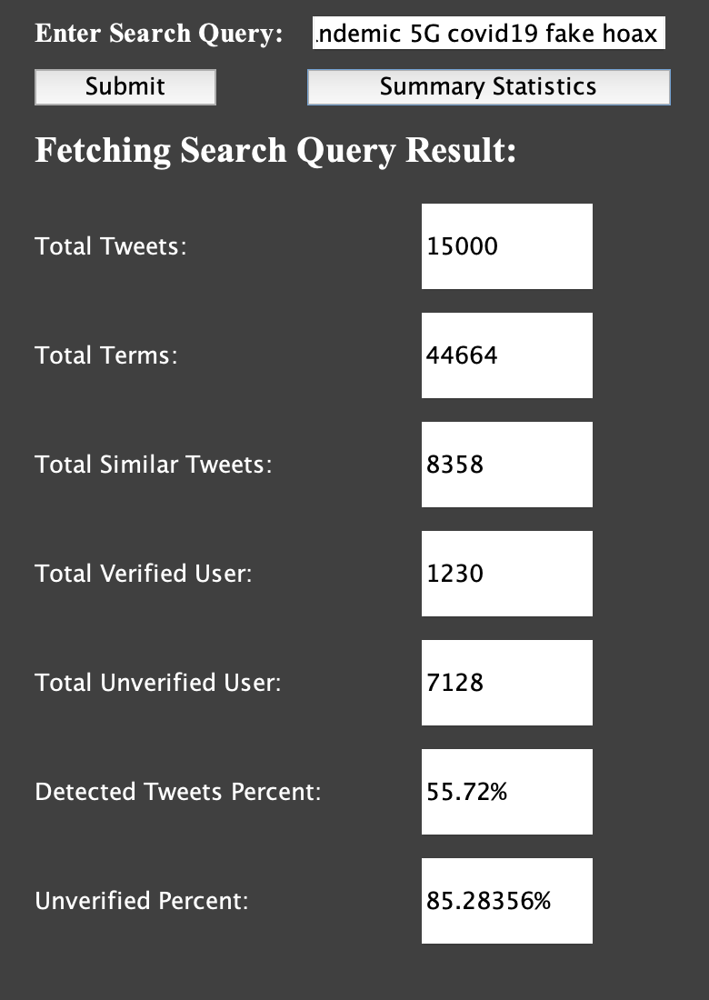 Enter Search Query: ndemic 5G covid19 fake hoax
Submit Summary Statistics
Fetching Search Query Result:
Total Tweets: 15000
Total Terms: 44664
Total Similar Tweets: 8358
Total Verified User: 1230
Total Unverified User: 7128
Detected Tweets Percent: 55.72%
Unverified Percent: 85.28356%